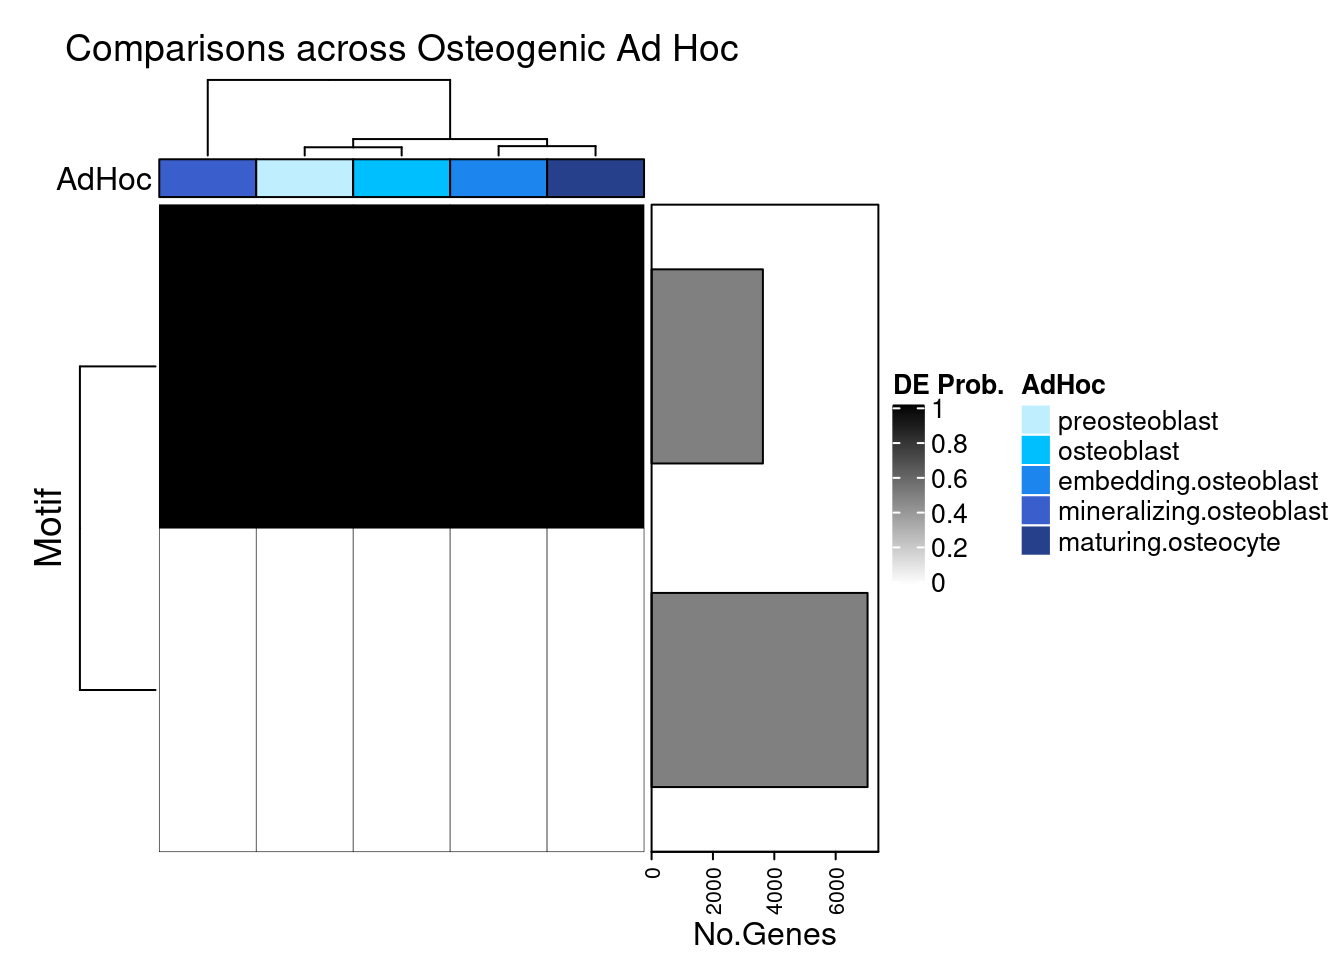 Comparisons across Osteogenic Ad Hoc
AdHoc
Motif
DE Prob.
1
0.8
0.6
0.4
0.2
0
AdHoc
preosteoblast
osteoblast
embedding.osteoblast
mineralizing.osteoblast
maturing.osteocyte
0
2000
4000
6000
No.Genes